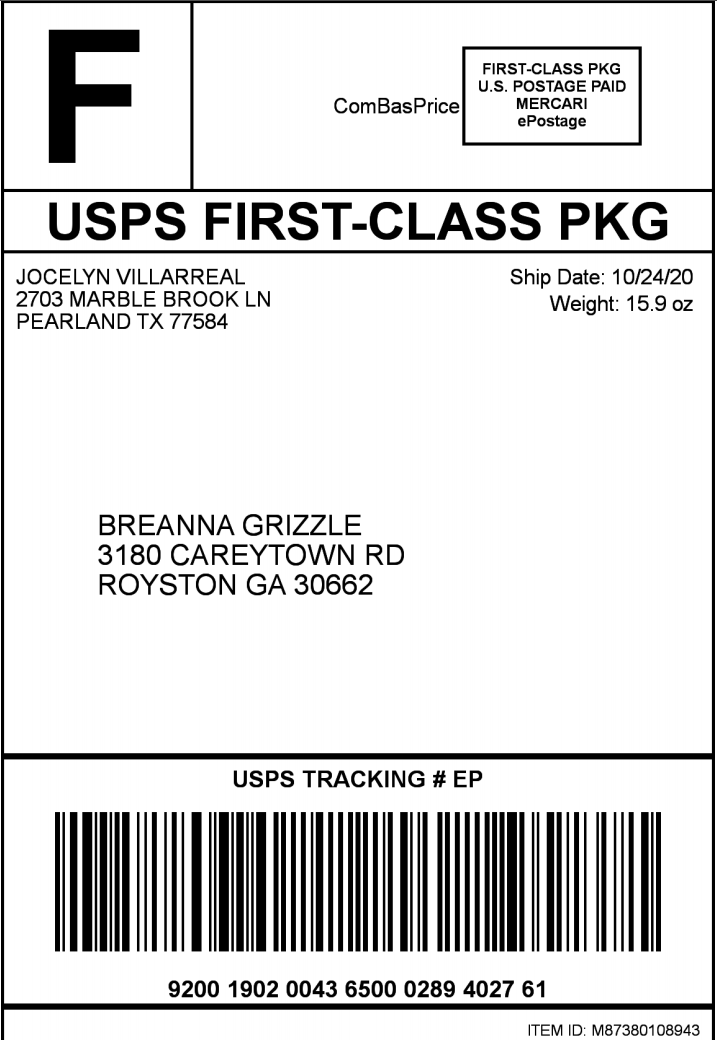 F
ComBasPrice
FIRST-CLASS PKG
U.S. POSTAGE PAID
MERCARI
ePostage
USPS FIRST-CLASS PKG
JOCELYN VILLARREAL
2703 MARBLE BROOK LN
PEARLAND TX 77584
Ship Date: 10/24/20
Weight: 15.9 oz
BREANNA GRIZZLE
3180 CAREYTOWN RD
ROYSTON GA 30662
USPS TRACKING # EP
9200 1902 0043 6500 0289 4027 61
ITEM ID: M87380108943